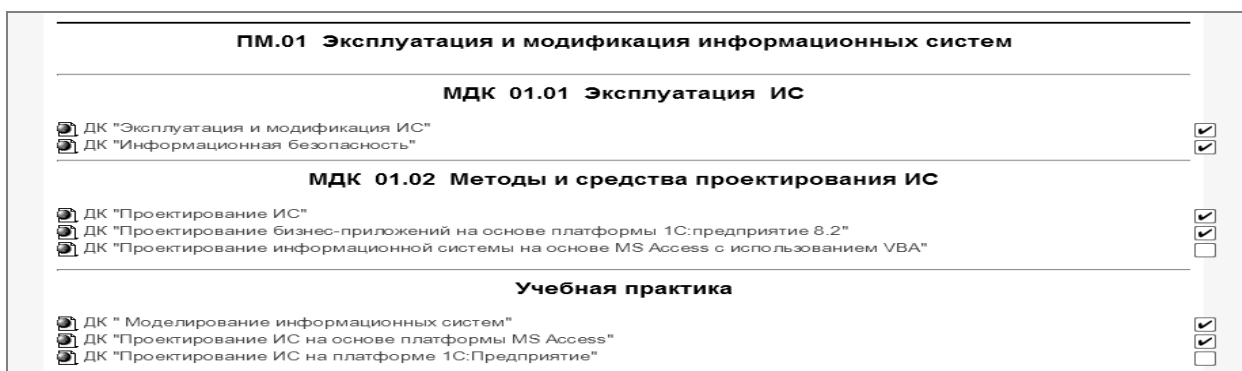 ПМ.01 Эксплуатация и модификация информационных систем
МДК 01.01 Эксплуатация ИС
ДК "Эксплуатация и модификация ИС"
ДК "Информационная безопасность"
МДК 01.02 Методы и средства проектирования ИС
ДК "Проектирование ИС"
ДК "Проектирование бизнес-приложений на основе платформы 1С:предприятие 8.2"
ДК "Проектирование информационной системы на основе MS Access с использованием VBA"
Учебная практика
ДК " Моделирование информационных систем"
ДК "Проектирование ИС на основе платформы MS Access"
ДК "Проектирование ИС на платформе 1С:Предприятие"